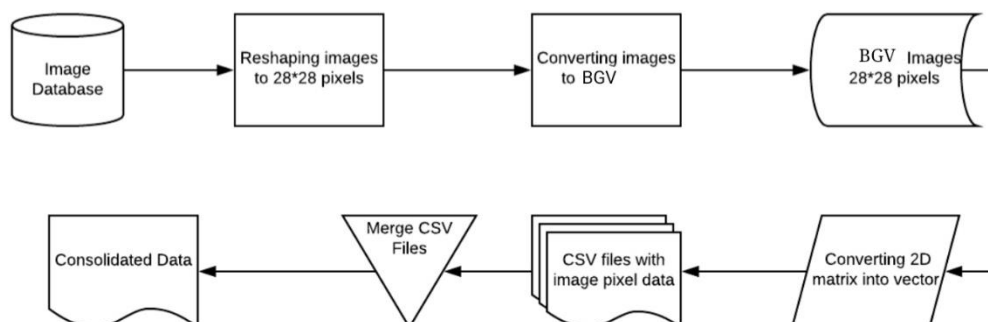 Image
Database
Reshaping images
to 28*28 pixels
Converting images
to BGV
BGV Images
28*28 pixels
Converting 2D
matrix into vector
CSV files with
image pixel data
Merge CSV
Files
Consolidated Data